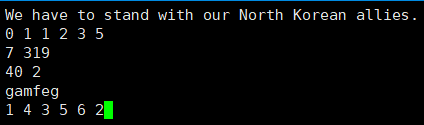 We have to stand with our North Korean allies.
0 1 1 2 3 5
7 319
40 2
gamfeg
1 4 3 5 6 2